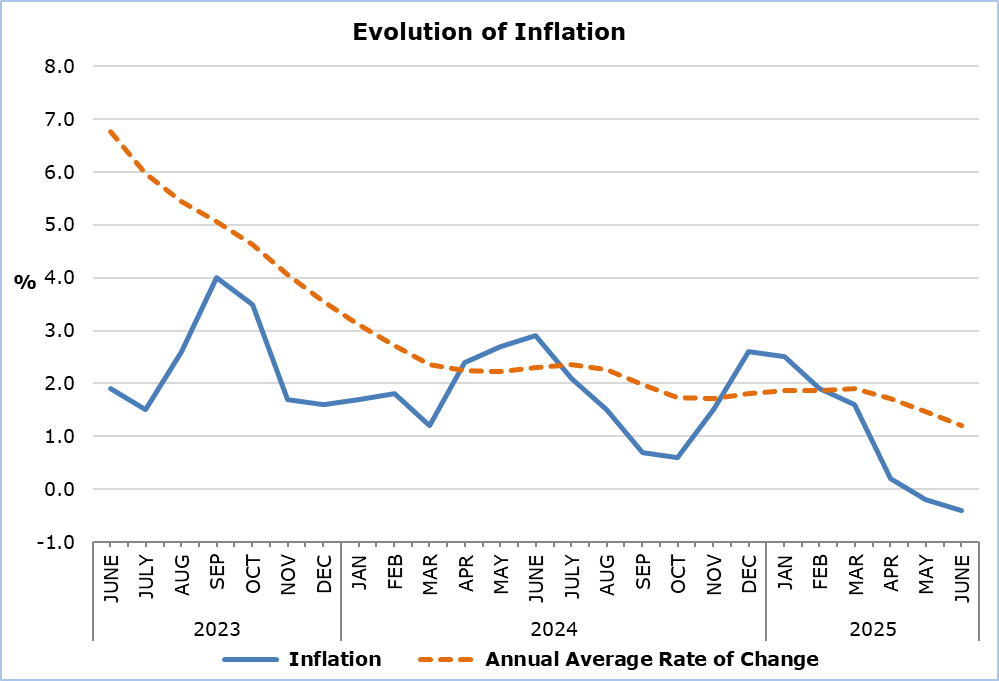 Evolution of Inflation
8.0
7.0
6.0
5.0
4.0
3.0
2.0
1.0
0.0
-1.0
%
JUNE
JULY
AUG
SEP
OCT
NOV
DEC
JAN
FEB
MAR
APR
MAY
JUNE
JULY
AUG
SEP
OCT
NOV
DEC
JAN
FEB
MAR
APR
MAY
JUNE
2023
2024
2025
Inflation
Annual Average Rate of Change